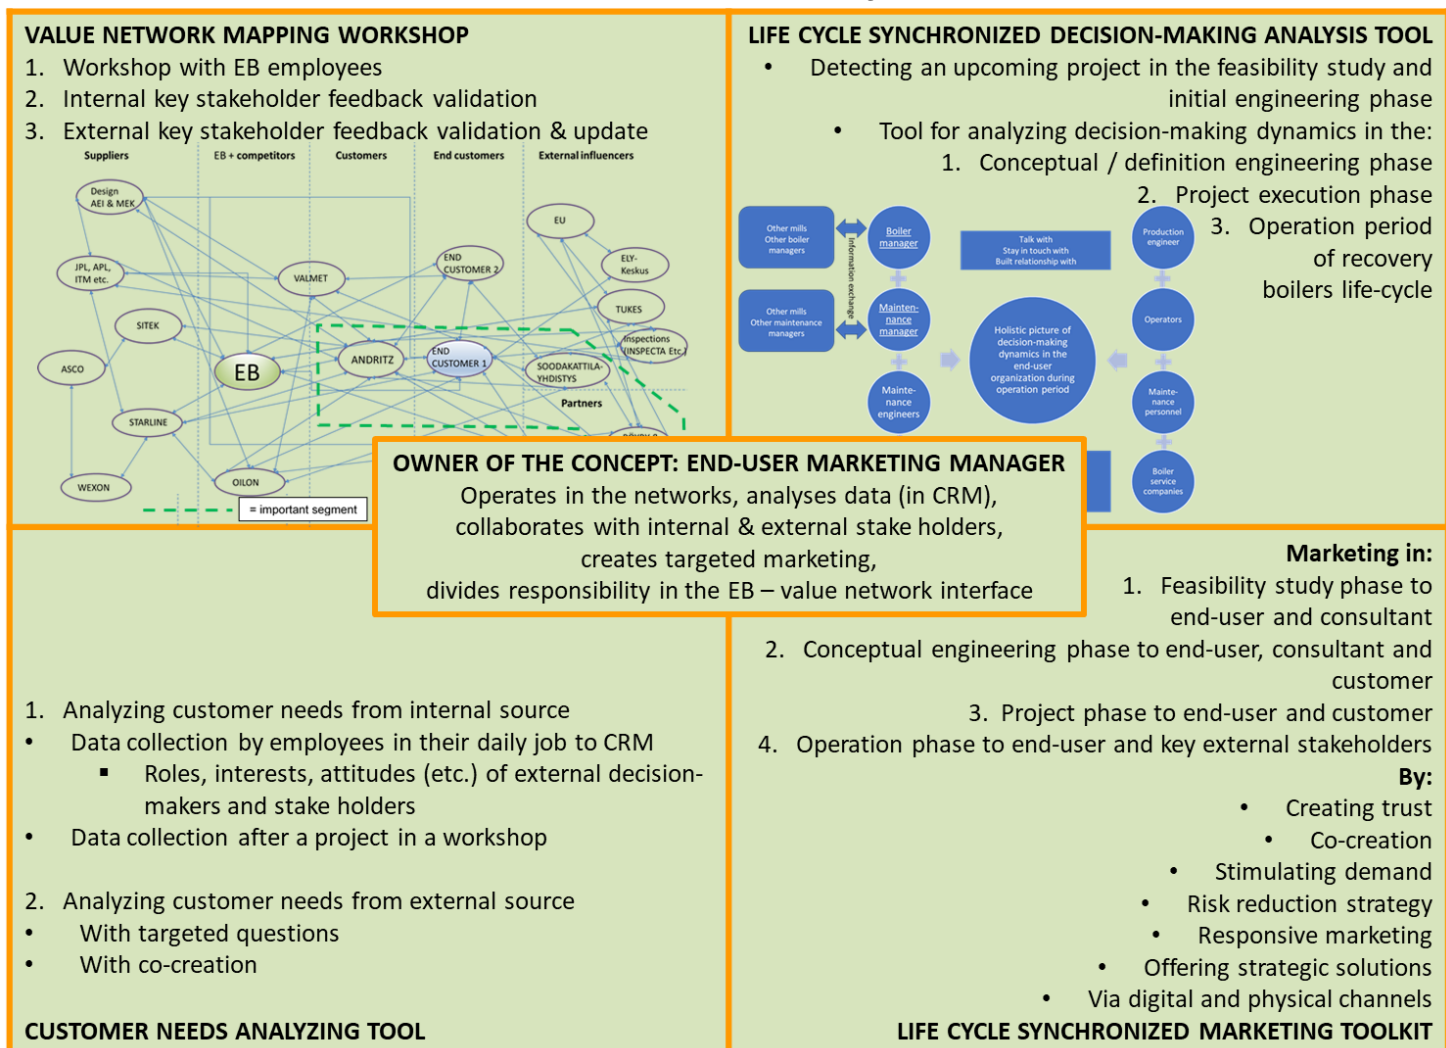 VALUE NETWORK MAPPING WORKSHOP
1. Workshop with EB employees
2. Internal key stakeholder feedback validation
3. External key stakeholder feedback validation & update
Suppliers
EB + competitors
Customers
End customers
External influencers
Design
AEI & MEK
EU
JPL, APL,
ITM etc.
VALMET
END
CUSTOMER 2
ELY-
Keskus
TUKES
SITEK
Inspections
(INSPECTA Etc.)
ASCO
EB
ANDRITZ
END
CUSTOMER 1
SOODAKATTILA-
YHDISTYS
Partners
STARLINE
WEXON
OILON
= important segment
LIFE CYCLE SYNCHRONIZED DECISION-MAKING ANALYSIS TOOL
• Detecting an upcoming project in the feasibility study and
initial engineering phase
• Tool for analyzing decision-making dynamics in the:
1. Conceptual / definition engineering phase
2. Project execution phase
3. Operation period
of recovery
boilers life-cycle
Other mills
Other boiler
managers
Information exchange
Boiler
manager
Talk with
Stay in touch with
Built relationship with
Production
engineer
Other mills
Other maintenance
managers
Mainten-
nance
manager
Holistic picture of
decision-making
dynamics in the
end-user
organization during
operation period
Operators
Mainte-
nance
engineers
Mainte-
nance
personnel
Boiler
service
companies
OWNER OF THE CONCEPT: END-USER MARKETING MANAGER
Operates in the networks, analyses data (in CRM),
collaborates with internal & external stake holders,
creates targeted marketing,
divides responsibility in the EB – value network interface
1. Analyzing customer needs from internal source
• Data collection by employees in their daily job to CRM
▪ Roles, interests, attitudes (etc.) of external decision-
makers and stake holders
• Data collection after a project in a workshop
2. Analyzing customer needs from external source
• With targeted questions
• With co-creation
CUSTOMER NEEDS ANALYZING TOOL
Marketing in:
1. Feasibility study phase to
end-user and consultant
2. Conceptual engineering phase to end-user, consultant and
customer
3. Project phase to end-user and customer
4. Operation phase to end-user and key external stakeholders
By:
• Creating trust
• Co-creation
• Stimulating demand
• Risk reduction strategy
• Responsive marketing
• Offering strategic solutions
• Via digital and physical channels
LIFE CYCLE SYNCHRONIZED MARKETING TOOLKIT